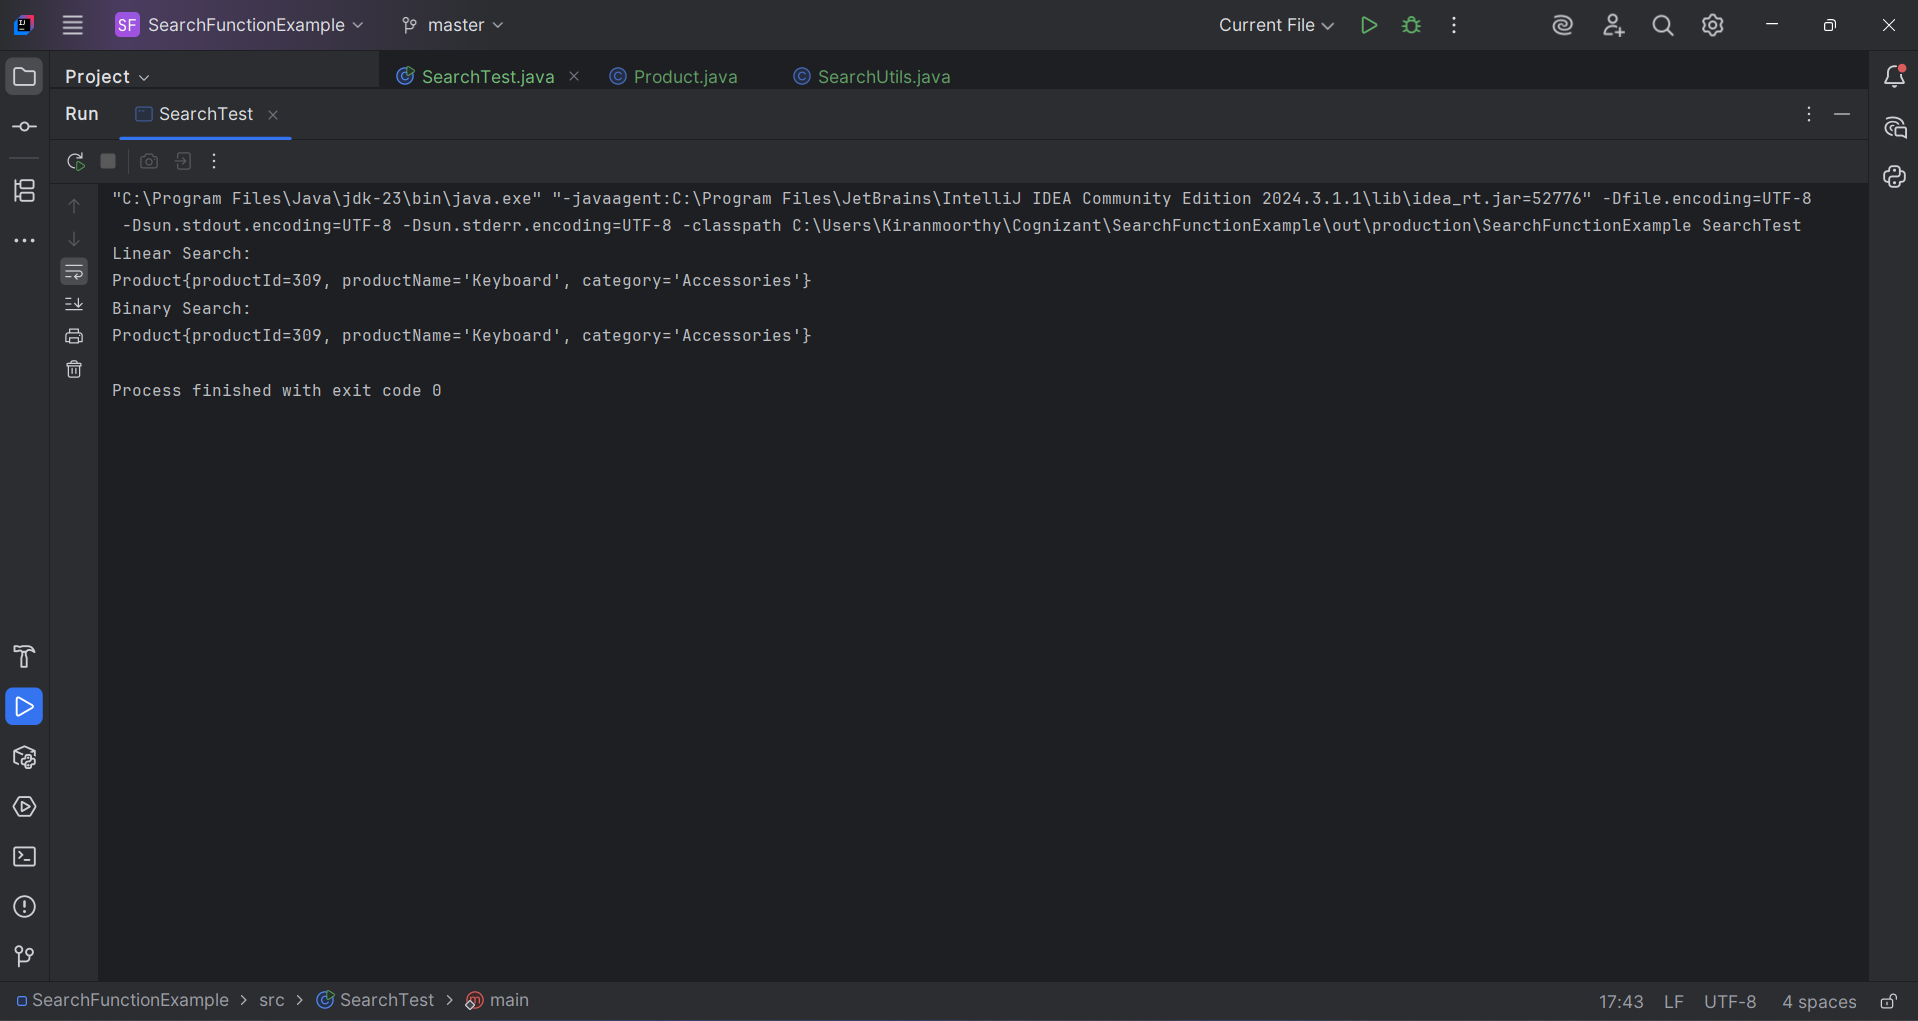 SF SearchFunctionExample master Current File
Project SearchTest.java Product.java SearchUtils.java
Run SearchTest
"C:\Program Files\Java\jdk-23\bin\java.exe" "-javaagent:C:\Program Files\JetBrains\IntelliJ IDEA Community Edition 2024.3.1.1\lib\idea_rt.jar=52776" -Dfile.encoding=UTF-8
-Dsun.stdout.encoding=UTF-8 -Dsun.stderr.encoding=UTF-8 -classpath C:\Users\Kiranmoorthy\Cognizant\SearchFunctionExample\out\production\SearchFunctionExample SearchTest
Linear Search:
Product{productId=309, productName='Keyboard', category='Accessories'}
Binary Search:
Product{productId=309, productName='Keyboard', category='Accessories'}
Process finished with exit code 0
SearchFunctionExample > src > SearchTest > main 17:43 LF UTF-8 4 spaces